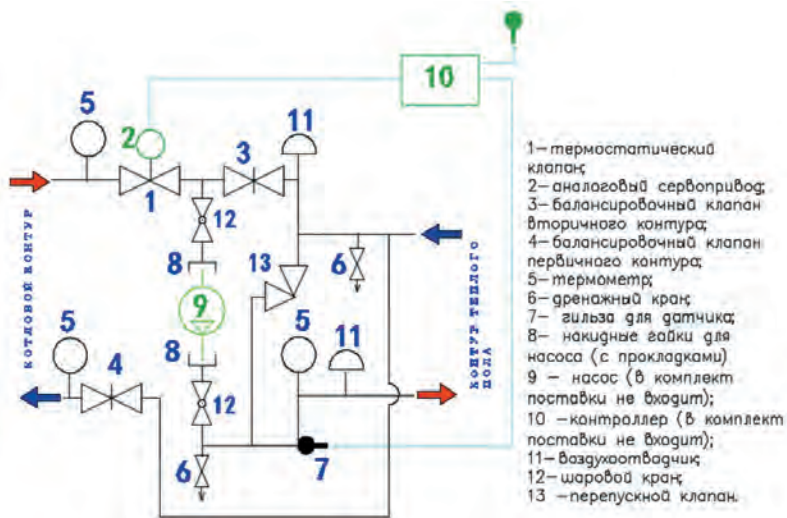 10
5
2
11
3
1
12
8
13
6
9
КОТЛОВОЙ КОНТУР
КОНТУР ТЕПЛОГО
ПОЛА
5
5
11
4
8
12
6
7
1–термостатический
клапан;
2–аналоговый сервопривод;
3–балансировочный клапан
вторичного контура;
4–балансировочный клапан
первичного контура;
5–термометр;
6–дренажный кран;
7– гильза для датчика;
8– накидные гайки для
насоса (с прокладками)
9 – насос (в комплект
поставки не входит);
10 –контроллер (в комплект
поставки не входит);
11–воздухоотвадчик;
12–шаровой кран;
13 –перепускной клапан.